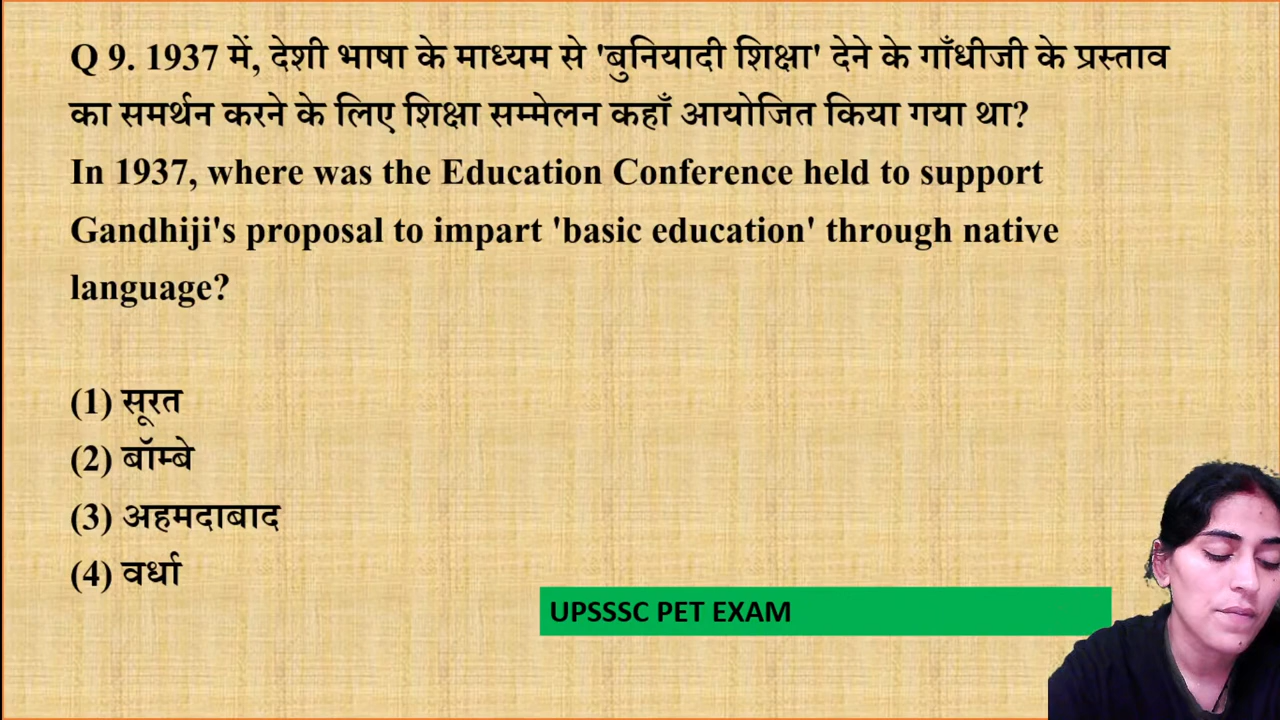 Q 9. 1937 में, देशी भाषा के माध्यम से 'बुनियादी शिक्षा' देने के गाँधीजी के प्रस्ताव
का समर्थन करने के लिए शिक्षा सम्मेलन कहाँ आयोजित किया गया था?
In 1937, where was the Education Conference held to support
Gandhiji's proposal to impart 'basic education' through native
language?
(1) सूरत
(2) बॉम्बे
(3) अहमदाबाद
(4) वर्धा
UPSSSC PET EXAM